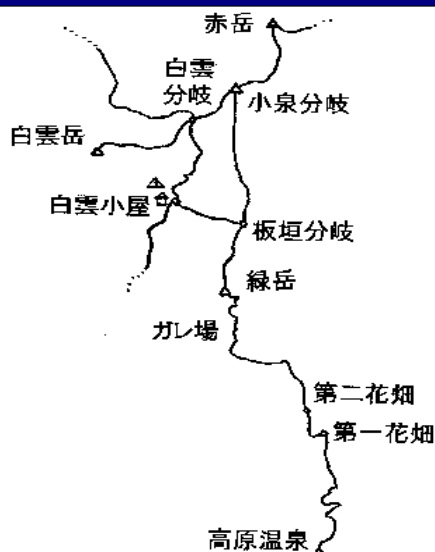 赤岳
白雲
分岐
小泉分岐
白雲岳
白雲小屋
板垣分岐
緑岳
ガレ場
第二花畑
第一花畑
高原温泉